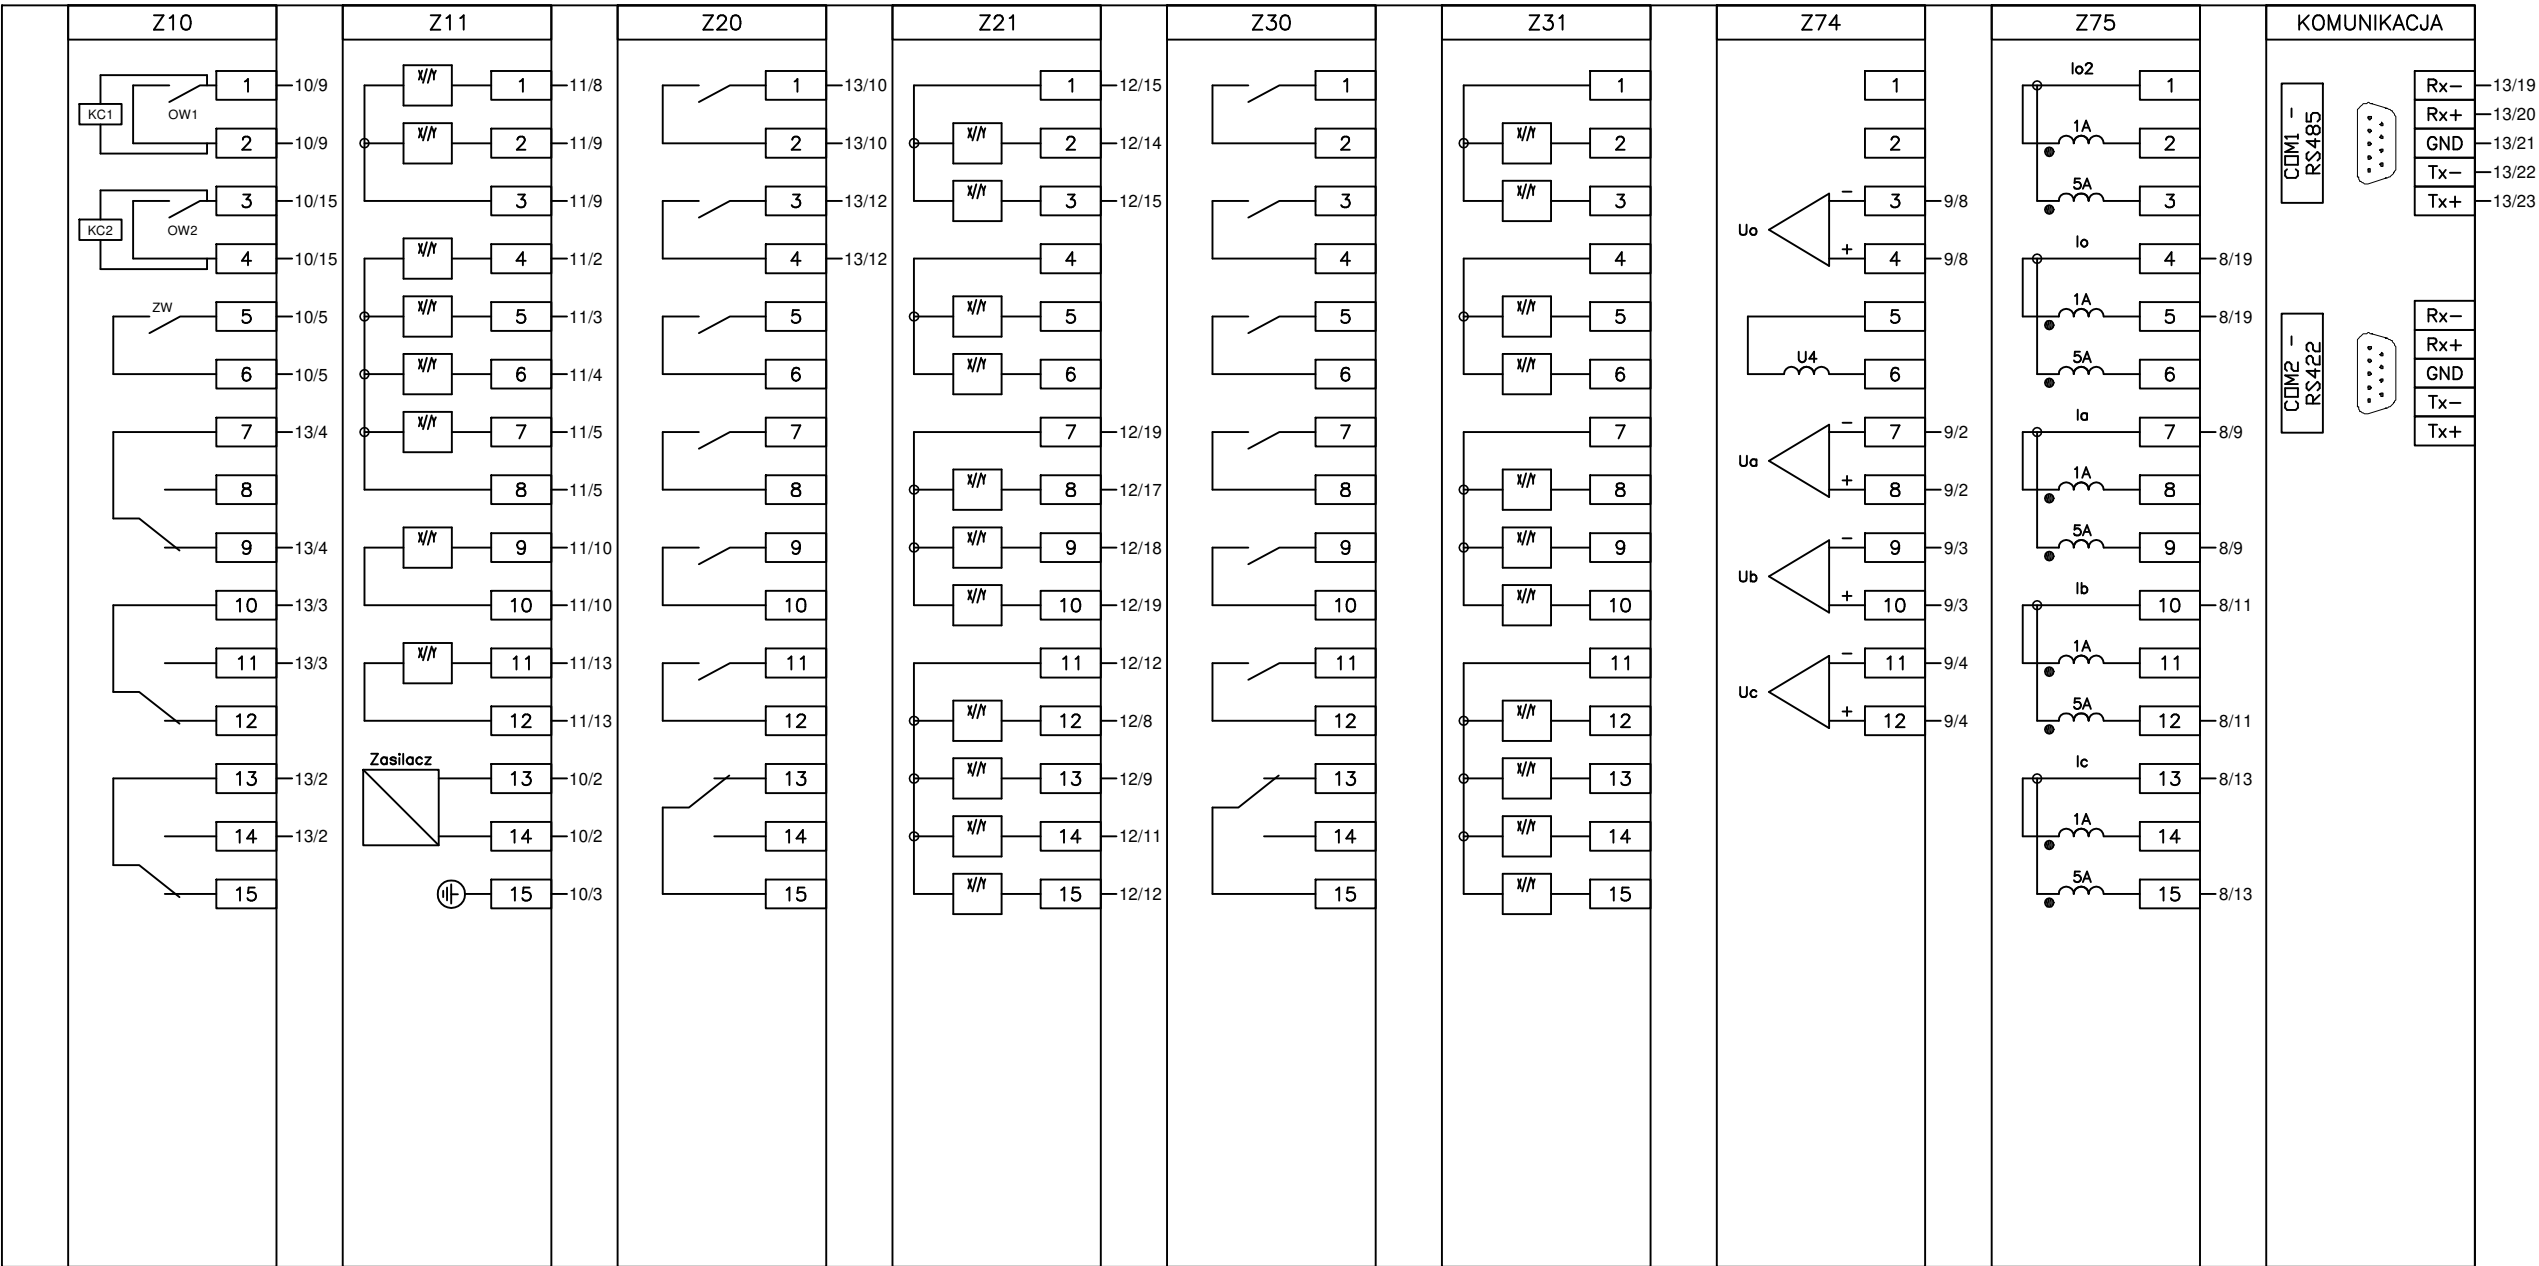 Z10 Z11 Z20 Z21 Z30 Z31 Z74 Z75 KOMUNIKACJA
KC1
OW1
1 10/9
2 10/9
KC2
OW2
3 10/15
4 10/15
ZW
5 10/5
6 10/5
7 13/4
8
9 13/4
10 13/3
11 13/3
12
13 13/2
14 13/2
15
X/Y 1 11/8
X/Y 2 11/9
3 11/9
X/Y 4 11/2
X/Y 5 11/3
X/Y 6 11/4
X/Y 7 11/5
8 11/5
X/Y 9 11/10
10 11/10
X/Y 11 11/13
12 11/13
Zasilacz
13 10/2
14 10/2
15 10/3
1 13/10
2 13/10
3 13/12
4 13/12
5
6
7
8
9
10
11
12
13
14
15
1 12/15
X/Y 2 12/14
X/Y 3 12/15
4
X/Y 5
X/Y 6
7 12/19
X/Y 8 12/17
X/Y 9 12/18
X/Y 10 12/19
11 12/12
X/Y 12 12/8
X/Y 13 12/9
X/Y 14 12/11
X/Y 15 12/12
1
2
3
4
5
6
7
8
9
10
11
12
13
14
15
1
X/Y 2
X/Y 3
4
X/Y 5
X/Y 6
7
X/Y 8
X/Y 9
X/Y 10
11
X/Y 12
X/Y 13
X/Y 14
X/Y 15
1
2
Uo
− 3 9/8
+ 4 9/8
5
U4
6
Ua
− 7 9/2
+ 8 9/2
Ub
− 9 9/3
+ 10 9/3
Uc
− 11 9/4
+ 12 9/4
Io2
1
1A
2
5A
3
Io
4 8/19
1A
5 8/19
5A
6
Ia
7 8/9
1A
8
5A
9 8/9
Ib
10 8/11
1A
11
5A
12 8/11
Ic
13 8/13
1A
14
5A
15 8/13
COM1 -
RS485
Rx− 13/19
Rx+ 13/20
GND 13/21
Tx− 13/22
Tx+ 13/23
COM2 -
RS422
Rx−
Rx+
GND
Tx−
Tx+